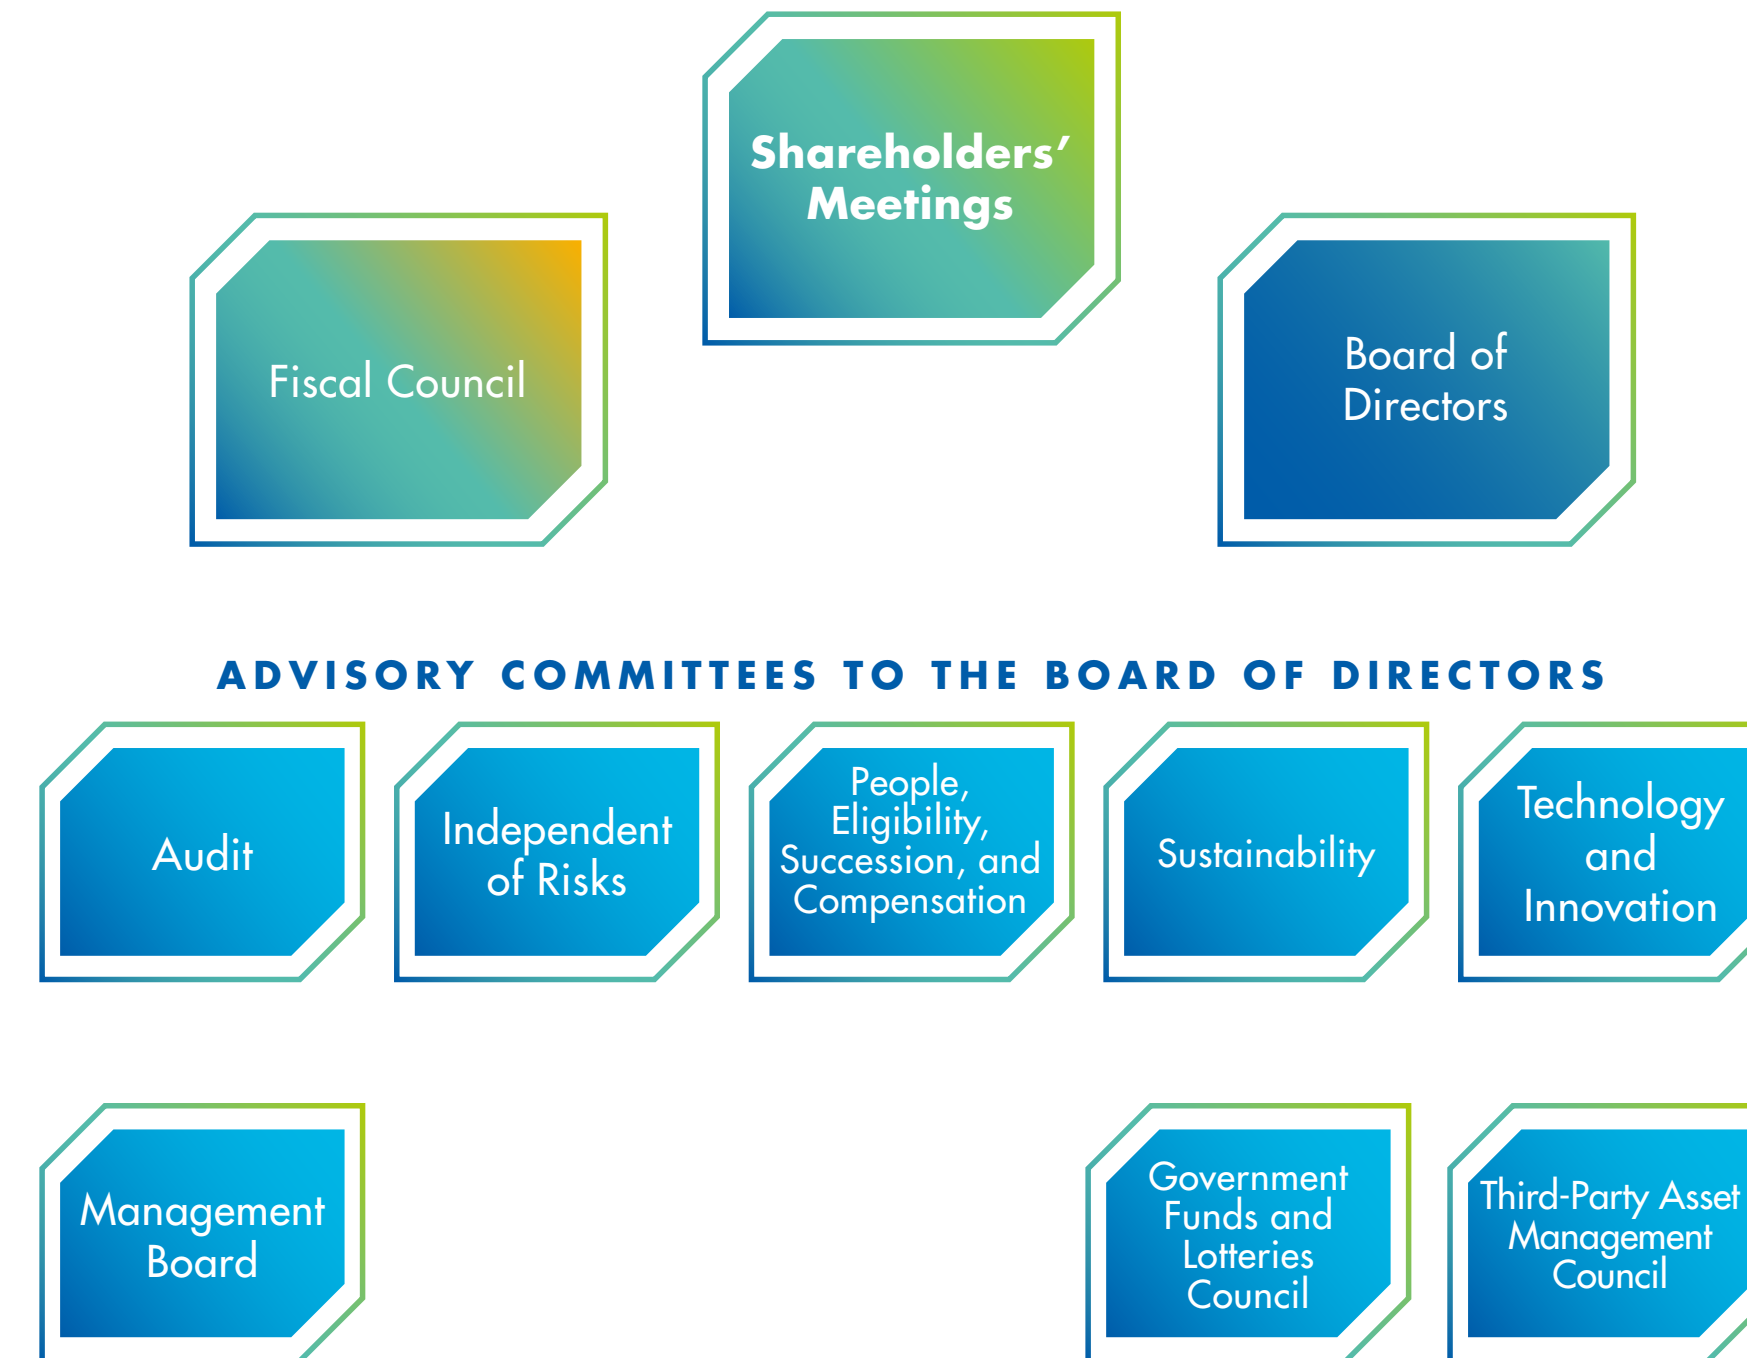 Shareholders’
Meetings
Fiscal Council
Board of
Directors
ADVISORY COMMITTEES TO THE BOARD OF DIRECTORS
Audit
Independent
of Risks
People,
Eligibility,
Succession, and
Compensation
Sustainability
Technology
and
Innovation
Management
Board
Government
Funds and
Lotteries
Council
Third-Party Asset
Management
Council